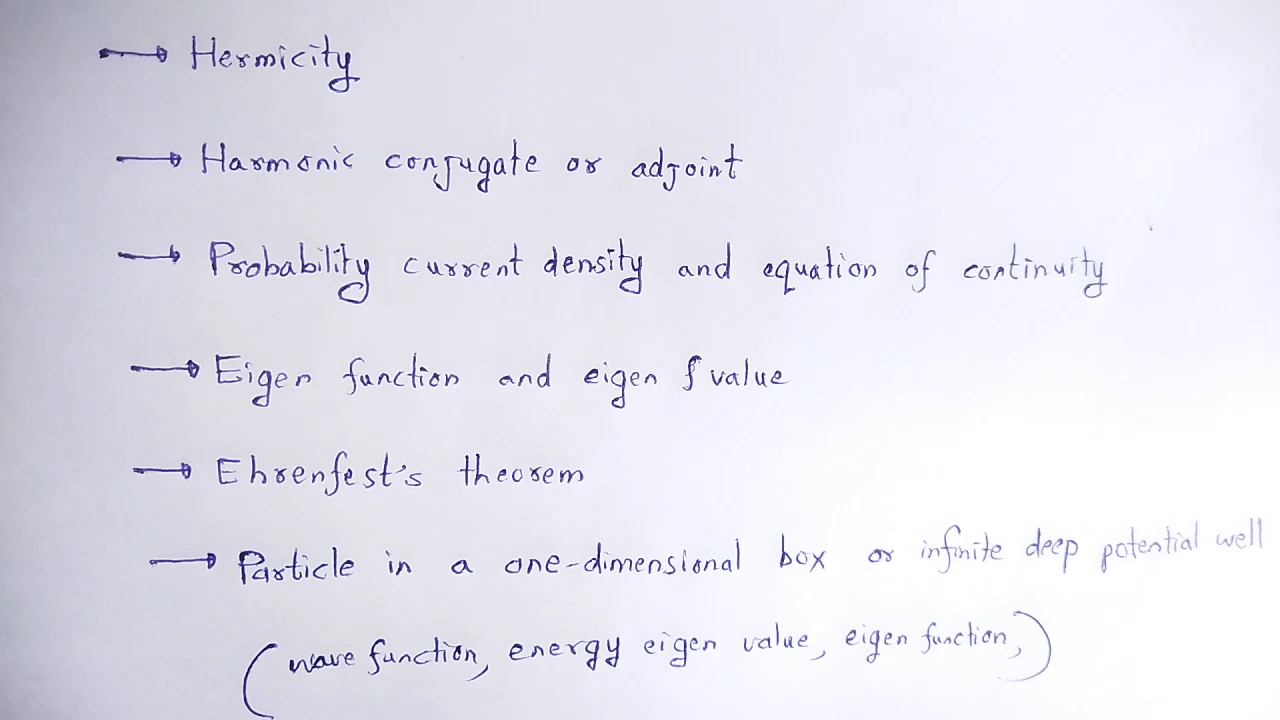 → Hermicity
→ Harmonic conjugate or adjoint
→ Probability current density and equation of continuity
→ Eigen function and eigen value
→ Ehrenfest's theorem
→ Particle in a one-dimensional box or infinite deep potential well
(wave function, energy eigen value, eigen function,)